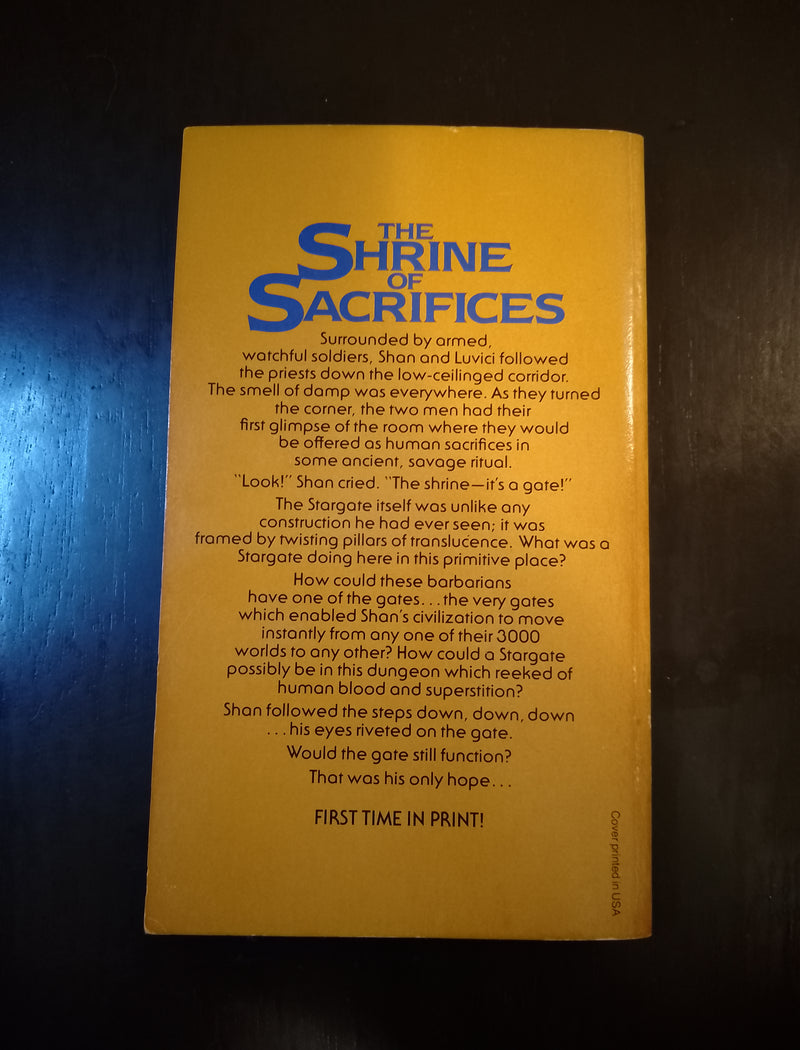 THE
SHRINE
OF
SACRIFICES
Surrounded by armed,
watchful soldiers, Shan and Luvici followed
the priests down the low-ceilinged corridor.
The smell of damp was everywhere. As they turned
the corner, the two men had their
first glimpse of the room where they would
be offered as human sacrifices in
some ancient, savage ritual.
"Look!" Shan cried. "The shrine—it's a gate!"
The Stargate itself was unlike any
construction he had ever seen; it was
framed by twisting pillars of translucence. What was a
Stargate doing here in this primitive place?
How could these barbarians
have one of the gates...the very gates
which enabled Shan's civilization to move
instantly from any one of their 3000
worlds to any other? How could a Stargate
possibly be in this dungeon which reeked of
human blood and superstition?
Shan followed the steps down, down, down
...his eyes riveted on the gate.
Would the gate still function?
That was his only hope...
FIRST TIME IN PRINT!
Cover printed in USA